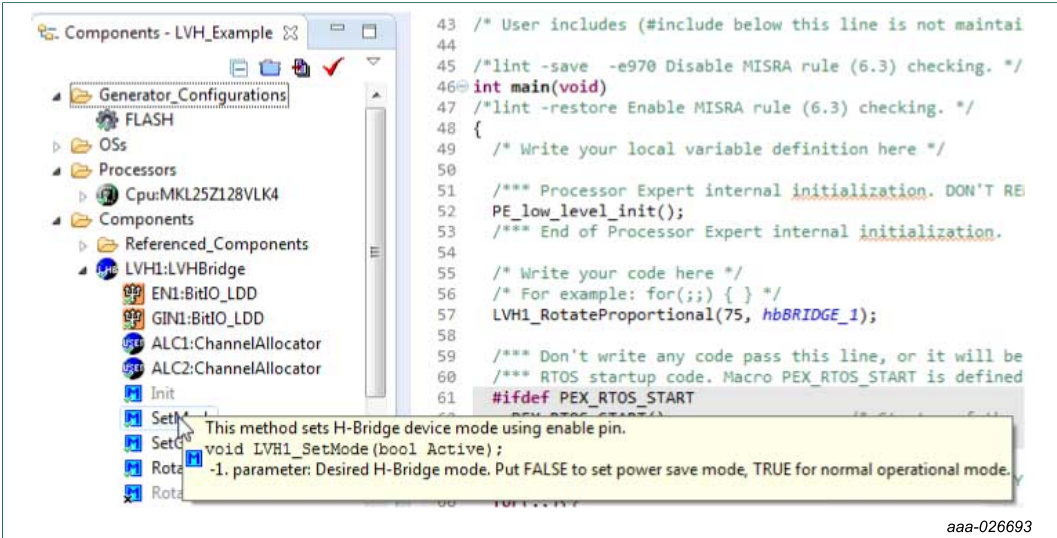 Components - LVH_Example
Generator_Configurations
FLASH
OSs
Processors
Cpu:MKL25Z128VLK4
Components
Referenced_Components
LVH1:LVHBridge
EN1:BitIO_LDD
GIN1:BitIO_LDD
ALC1:ChannelAllocator
ALC2:ChannelAllocator
Init
43 /* User includes (#include below this line is not maintai
44
45 /*lint -save -e970 Disable MISRA rule (6.3) checking. */
46 int main(void)
47 /*lint -restore Enable MISRA rule (6.3) checking. */
48 {
49 /* Write your local variable definition here */
50
51 /*** Processor Expert internal initialization. DON'T RE
52 PE_low_level_init();
53 /*** End of Processor Expert internal initialization.
54
55 /* Write your code here */
56 /* For example: for(;;) { } */
57 LVH1_RotateProportional(75, hbBRIDGE_1);
58
59 /*** Don't write any code pass this line, or it will be
60 /*** RTOS startup code. Macro PEX_RTOS_START is defined
61 #ifdef PEX_RTOS_START
This method sets H-Bridge device mode using enable pin.
void LVH1_SetMode(bool Active);
-1. parameter: Desired H-Bridge mode. Put FALSE to set power save mode, TRUE for normal operational mode.
aaa-026693